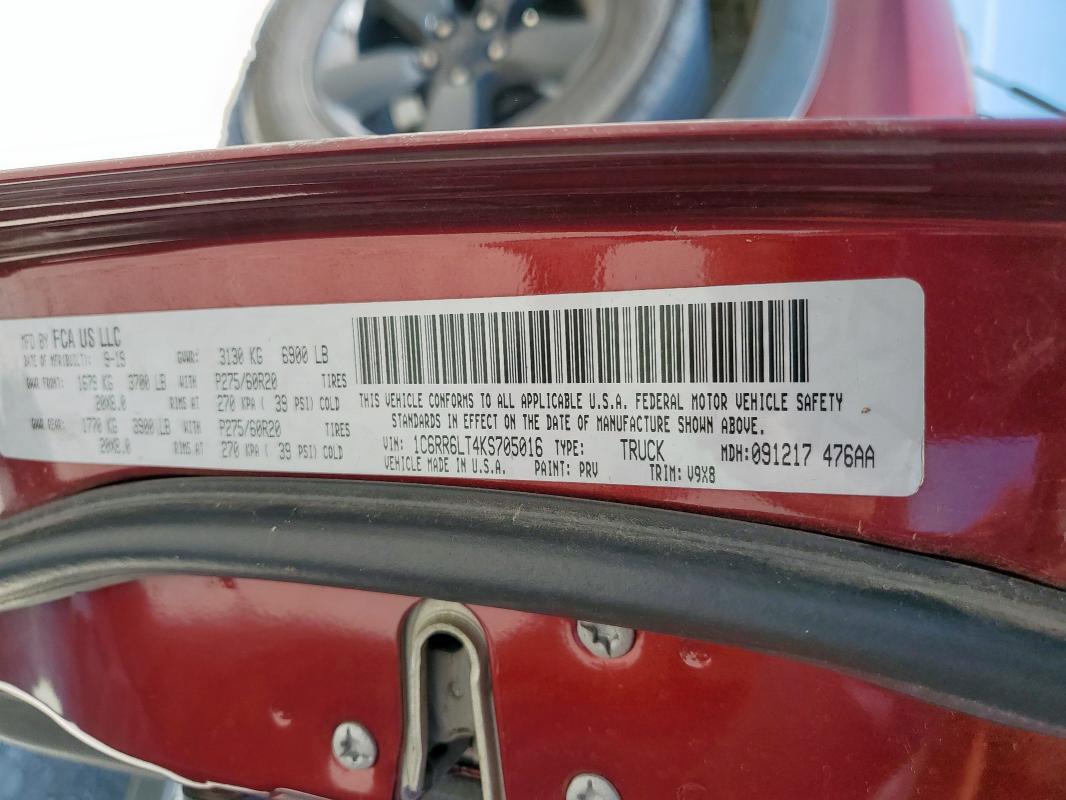 MFD BY FCA US LLC
DATE OF MFR(BUILT): 9-19 GVWR: 3130 KG 6900 LB
GAWR FRONT: 1679 KG 3700 LB WITH P275/60R20 TIRES
20X8.0 RIMS AT 270 KPA ( 39 PSI) COLD
GAWR REAR: 1770 KG 3900 LB WITH P275/60R20 TIRES
20X8.0 RIMS AT 270 KPA ( 39 PSI) COLD
THIS VEHICLE CONFORMS TO ALL APPLICABLE U.S.A. FEDERAL MOTOR VEHICLE SAFETY
STANDARDS IN EFFECT ON THE DATE OF MANUFACTURE SHOWN ABOVE.
VIN: 1C6RR6LT4KS705016 TYPE: TRUCK MDH:091217 476AA
VEHICLE MADE IN U.S.A. PAINT: PRV TRIM: V9X8